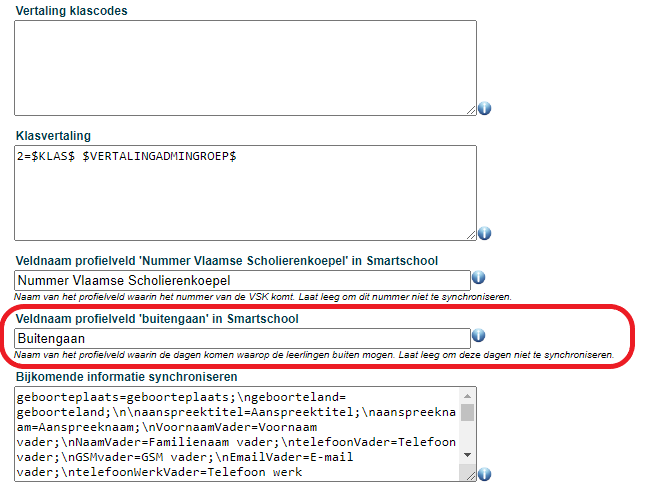 Vertaling klascodes
Klasvertaling
2=$KLAS$ $VERTALINGADMINGROEP$
Veldnaam profielveld 'Nummer Vlaamse Scholierenkoepel' in Smartschool
Nummer Vlaamse Scholierenkoepel
Naam van het profielveld waarin het nummer van de VSK komt. Laat leeg om dit nummer niet te synchroniseren.
Veldnaam profielveld 'buitengaan' in Smartschool
Buitengaan
Naam van het profielveld waarin de dagen komen waarop de leerlingen buiten mogen. Laat leeg om deze dagen niet te synchroniseren.
Bijkomende informatie synchroniseren
geboorteplaats=geboorteplaats;\ngeboorteland=
geboorteland;\n\naanspreektitel=Aanspreektitel;\naanspreekna
am=Aanspreeknaam;\nVoornaamVader=Voornaam
vader;\nNaamVader=Familienaam vader;\ntelefoonVader=Telefoon
vader;\nGSMvader=GSM vader;\nEmailVader=E-mail
vader;\ntelefoonWerkVader=Telefoon werk